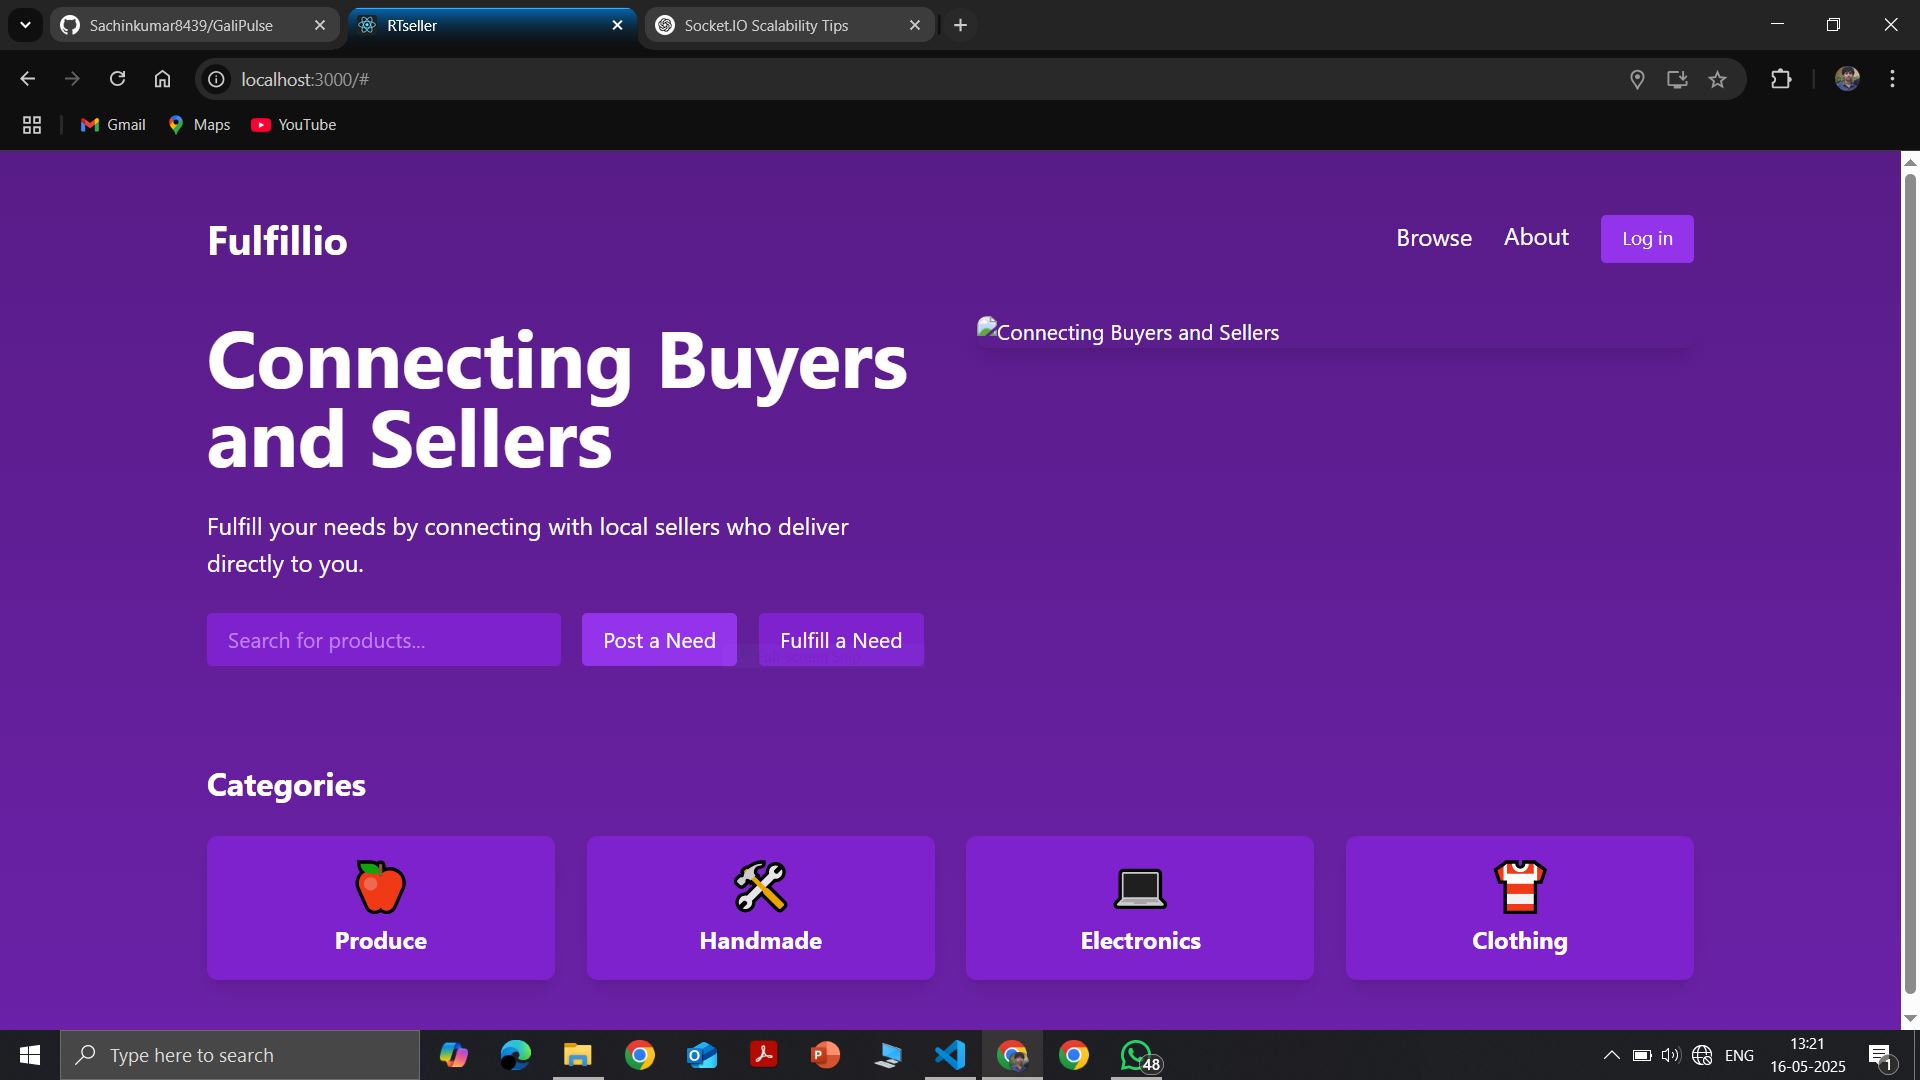 Sachinkumar8439/GaliPulse
RTseller
Socket.IO Scalability Tips
localhost:3000/#
Gmail
Maps
YouTube
Fulfillio
Browse
About
Log in
Connecting Buyers
and Sellers
Connecting Buyers and Sellers
Fulfill your needs by connecting with local sellers who deliver
directly to you.
Search for products...
Post a Need
Fulfill a Need
Categories
Produce
Handmade
Electronics
Clothing
Type here to search
48
ENG
13:21
16-05-2025
1